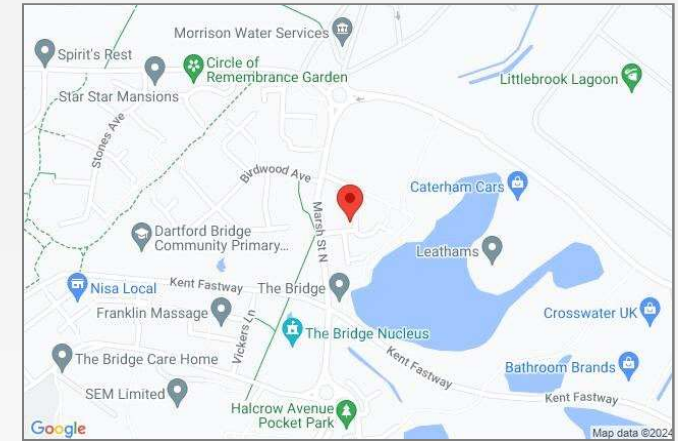 Morrison Water Services
Spirit's Rest
Circle of
Remembrance Garden
Littlebrook Lagoon
Star Star Mansions
Stones Ave
Birdwood Ave
Caterham Cars
Marsh St N
Dartford Bridge
Community Primary...
Leathams
Nisa Local
Kent Fastway
The Bridge
Franklin Massage
Crosswater UK
Vickers Ln
The Bridge Nucleus
The Bridge Care Home
Kent Fastway
Bathroom Brands
SEM Limited
Kent Fastway
Halcrow Avenue
Pocket Park
Google
Map data ©2024